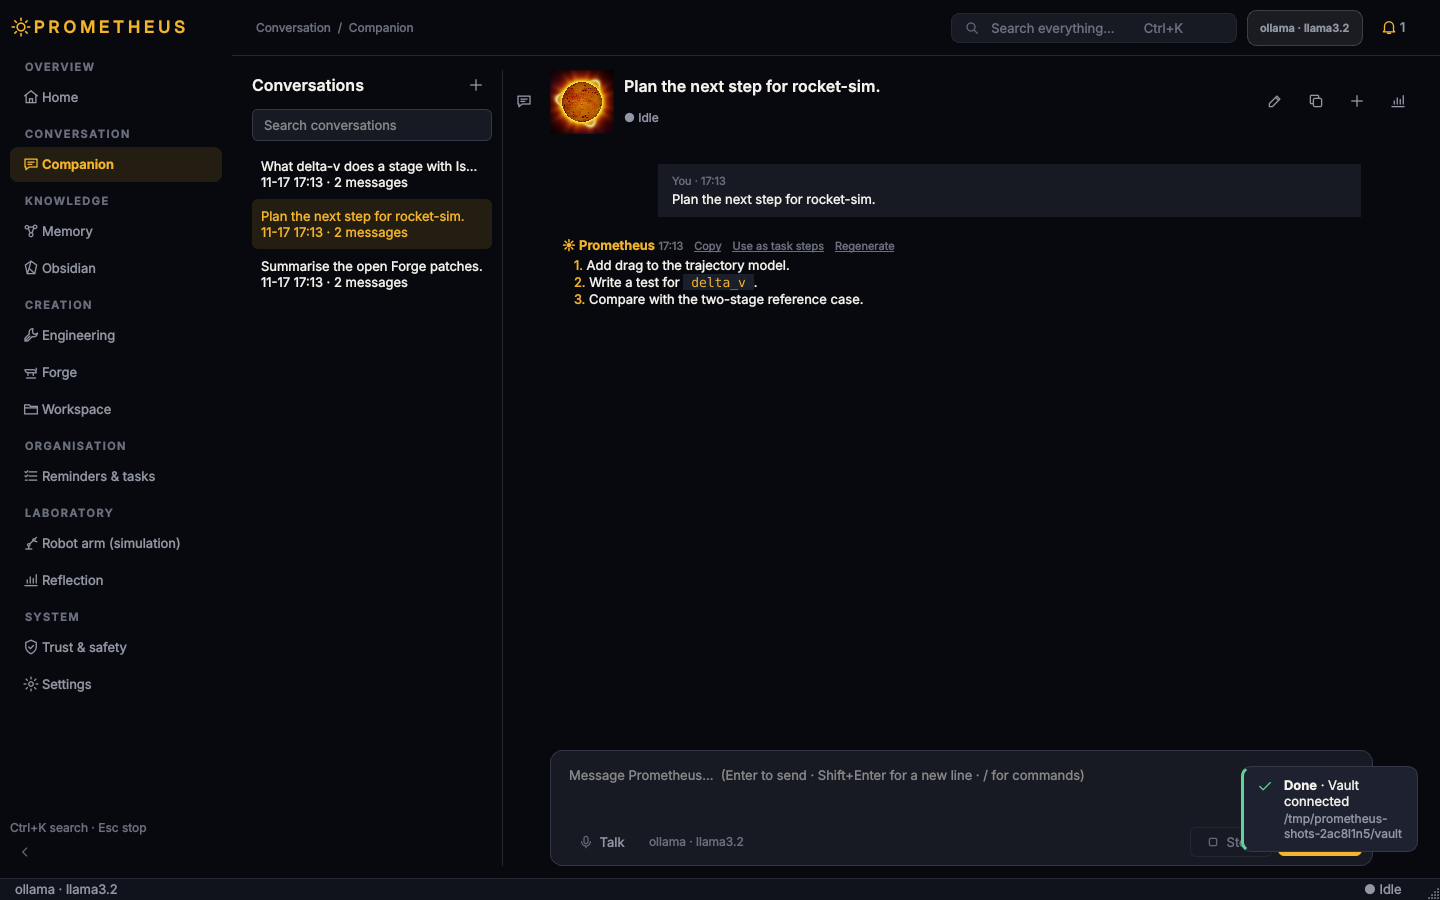 PROMETHEUS
OVERVIEW
Home
CONVERSATION
Companion
KNOWLEDGE
Memory
Obsidian
CREATION
Engineering
Forge
Workspace
ORGANISATION
Reminders & tasks
LABORATORY
Robot arm (simulation)
Reflection
SYSTEM
Trust & safety
Settings
Ctrl+K search · Esc stop
Conversation / Companion
Search everything... Ctrl+K
ollama · llama3.2
1
Conversations
Search conversations
What delta-v does a stage with Is...
11-17 17:13 · 2 messages
Plan the next step for rocket-sim.
11-17 17:13 · 2 messages
Summarise the open Forge patches.
11-17 17:13 · 2 messages
Plan the next step for rocket-sim.
Idle
You · 17:13
Plan the next step for rocket-sim.
Prometheus 17:13 Copy Use as task steps Regenerate
1. Add drag to the trajectory model.
2. Write a test for delta_v.
3. Compare with the two-stage reference case.
Message Prometheus... (Enter to send · Shift+Enter for a new line · / for commands)
Talk
ollama · llama3.2
Done · Vault
connected
/tmp/prometheus-
shots-2ac8l1n5/vault
ollama · llama3.2
Idle